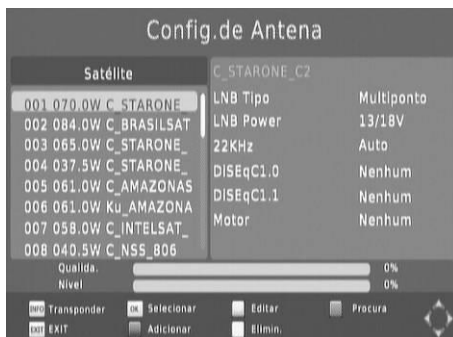 Config.de Antena
Satélite
C_STARONE_C2
001 070.0W C_STARONE_
002 084.0W C_BRASILSAT
003 065.0W C_STARONE_
004 037.5W C_STARONE_
005 061.0W C_AMAZONAS
006 061.0W Ku_AMAZONA
007 058.0W C_INTELSAT_
008 040.5W C_NSS_806
LNB Tipo Multiponto
LNB Power 13/18V
22KHz Auto
DiSEqC1.0 Nenhum
DiSEqC1.1 Nenhum
Motor Nenhum
Qualida. 0%
Nivel 0%
INFO Transponder OK Selecionar Editar Procura
EXIT EXIT Adicionar Elimin.